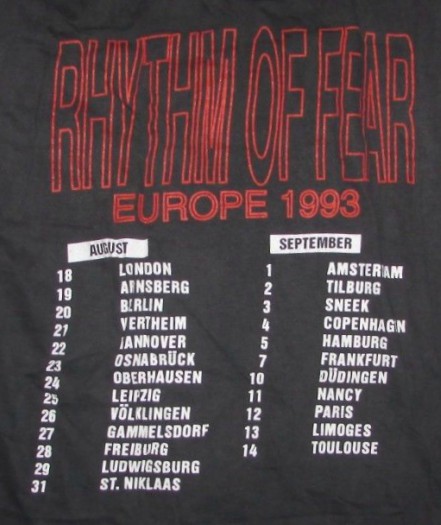 RHYTHM OF FEAR
EUROPE 1993
AUGUST
18 LONDON
19 ARNSBERG
20 BERLIN
21 WERTHEIM
22 HANNOVER
23 OSNABRÜCK
24 OBERHAUSEN
25 LEIPZIG
26 VÖLKLINGEN
27 GAMMELSDORF
28 FREIBURG
29 LUDWIGSBURG
31 ST. NIKLAAS
SEPTEMBER
1 AMSTERDAM
2 TILBURG
3 SNEEK
4 COPENHAGEN
5 HAMBURG
7 FRANKFURT
10 DÜDINGEN
11 NANCY
12 PARIS
13 LIMOGES
14 TOULOUSE